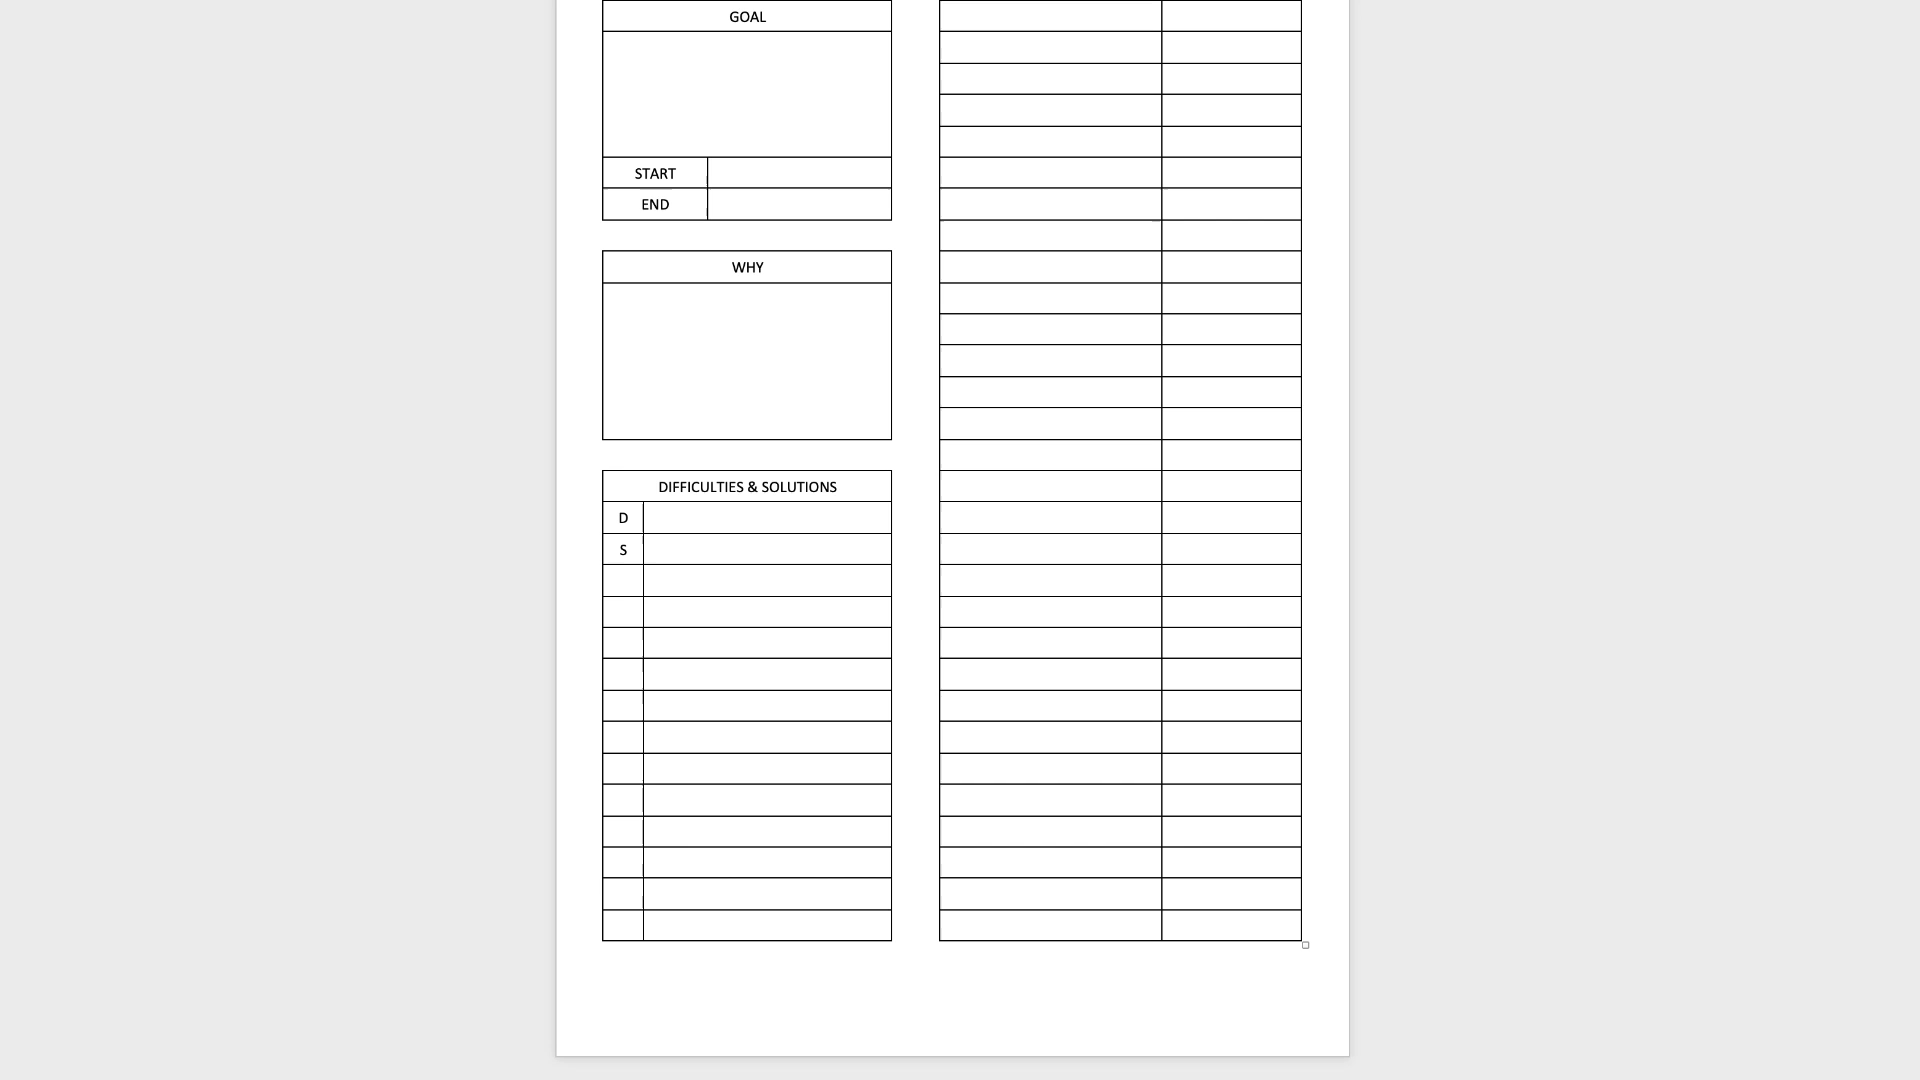 GOAL
START
END
WHY
DIFFICULTIES & SOLUTIONS
D
S